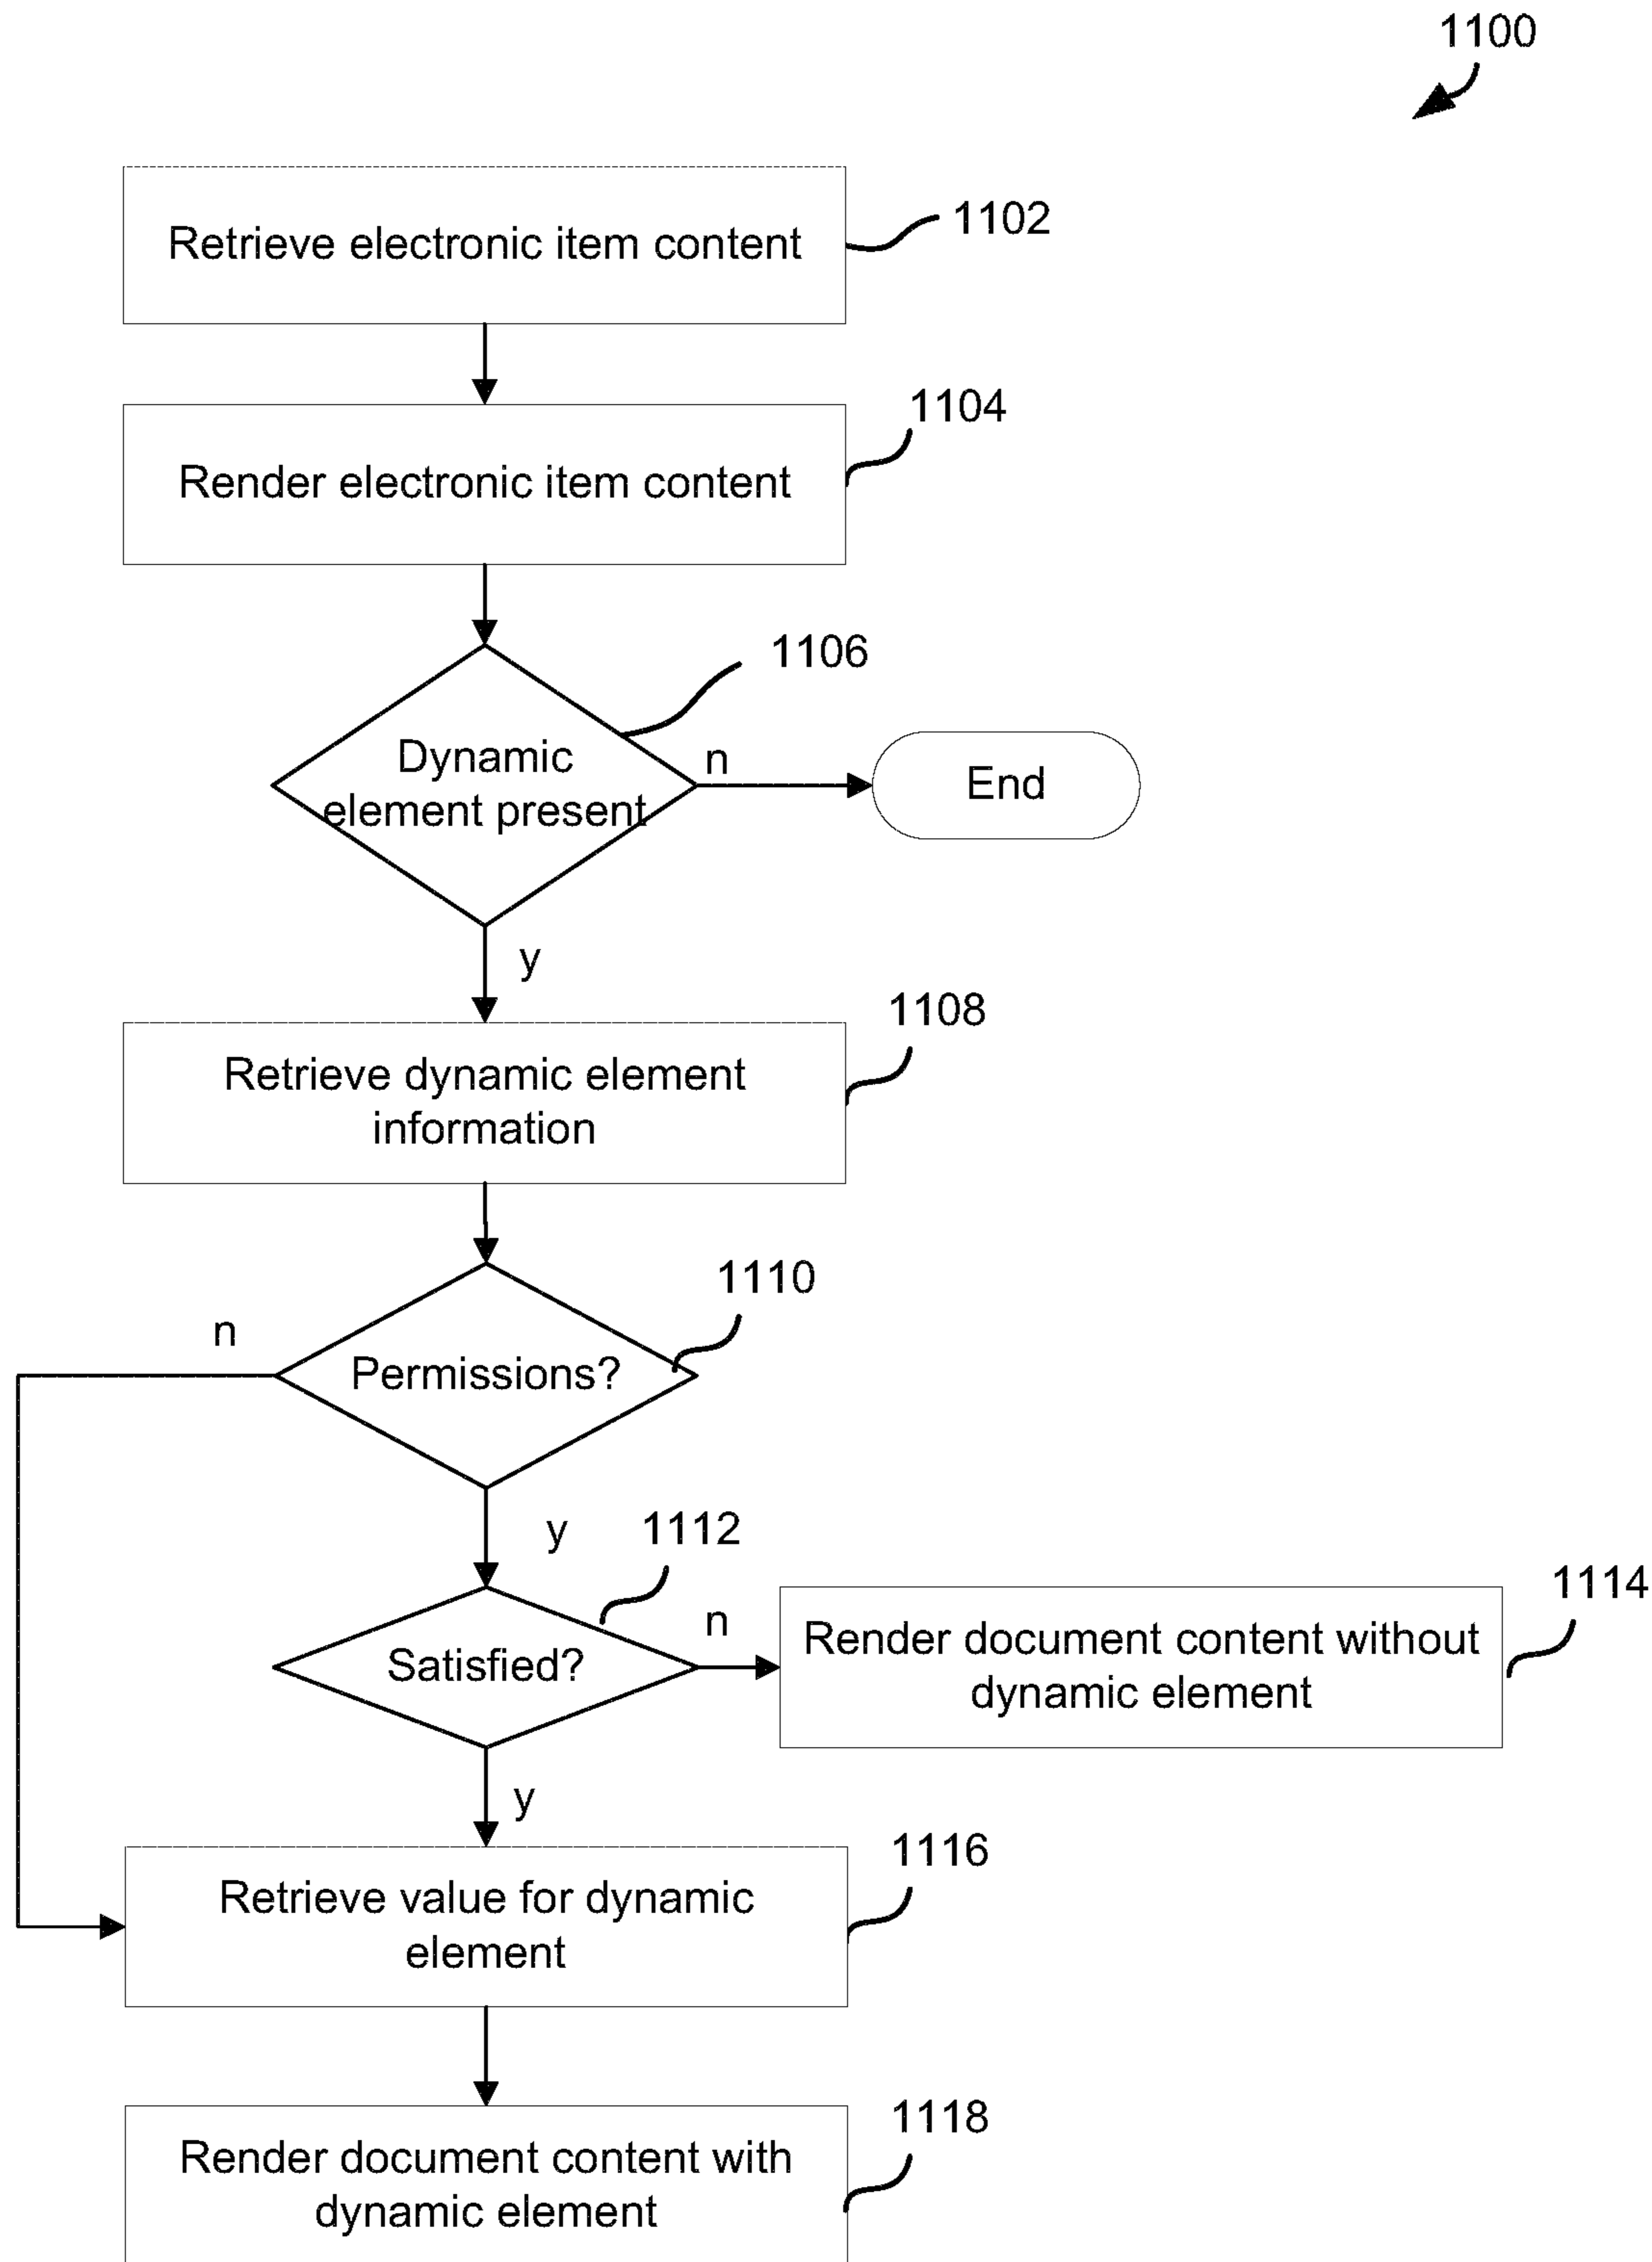 1100
Retrieve electronic item content
1102
1104
Render electronic item content
1106
Dynamic
element present
n
End
y
1108
Retrieve dynamic element
information
1110
n
Permissions?
y
1112
Satisfied?
n
1114
Render document content without
dynamic element
y
1116
Retrieve value for dynamic
element
1118
Render document content with
dynamic element